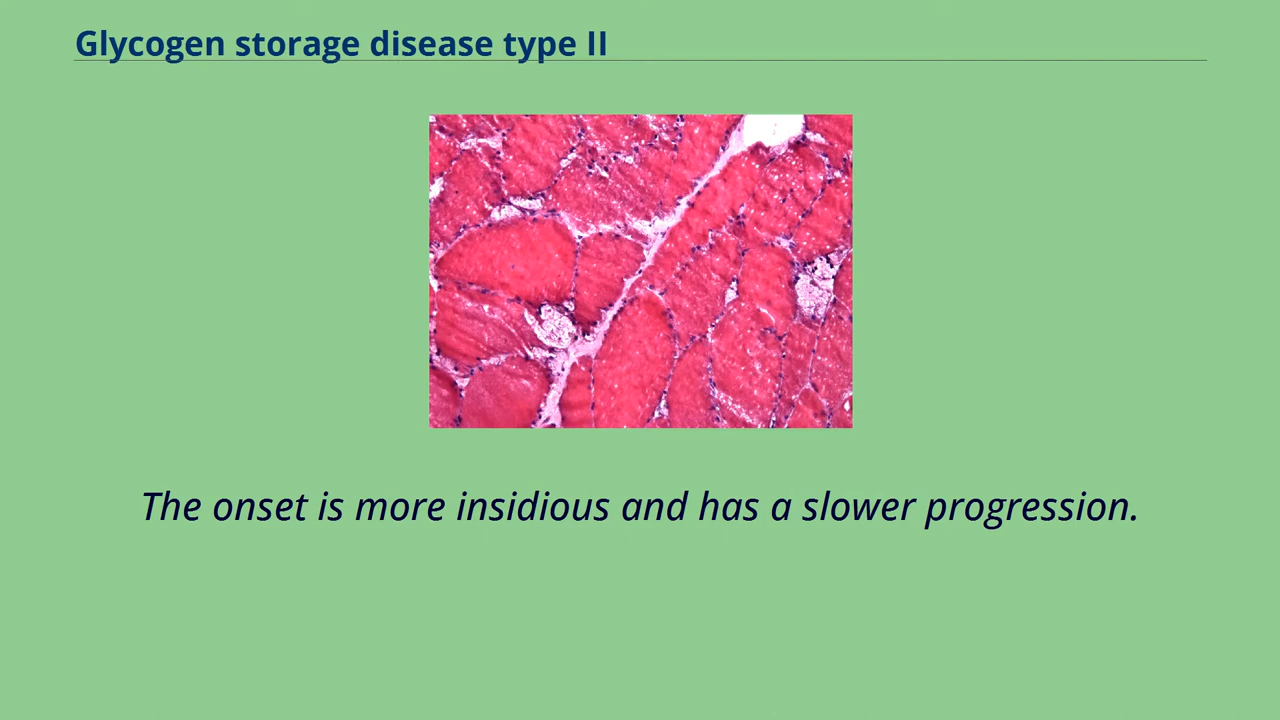 Glycogen storage disease type II
The onset is more insidious and has a slower progression.